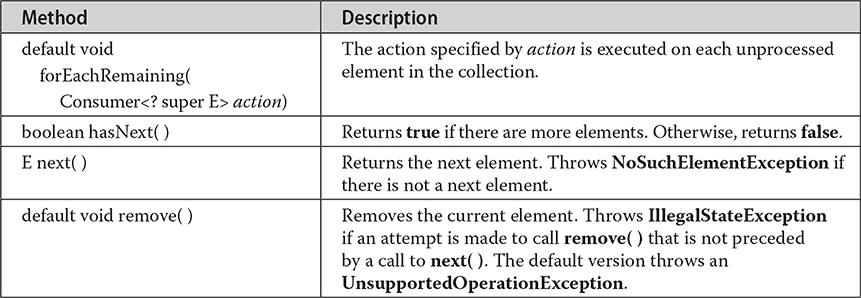 Method
Description
default void
forEachRemaining(
Consumer<? super E> action)
The action specified by action is executed on each unprocessed
element in the collection.
boolean hasNext( )
Returns true if there are more elements. Otherwise, returns false.
E next( )
Returns the next element. Throws NoSuchElementException if
there is not a next element.
default void remove( )
Removes the current element. Throws IllegalStateException
if an attempt is made to call remove( ) that is not preceded
by a call to next( ). The default version throws an
UnsupportedOperationException.